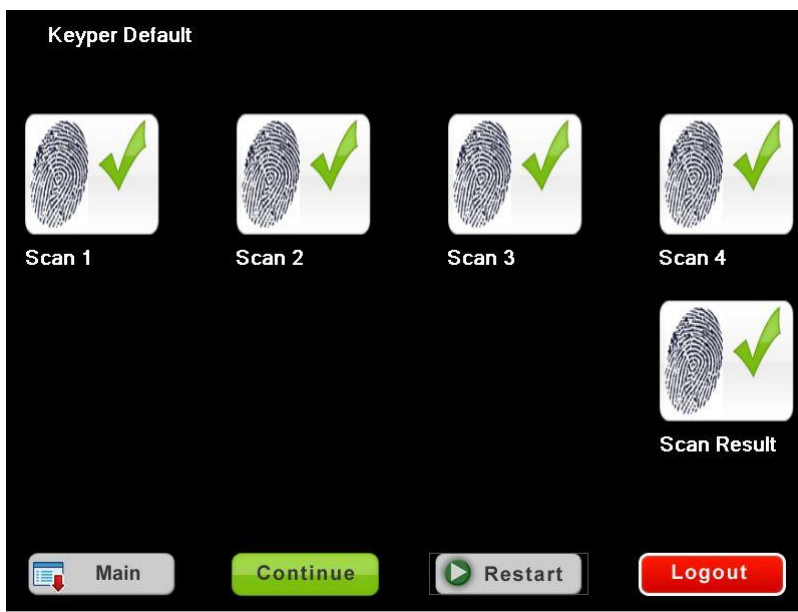 Keyper Default
Scan 1
Scan 2
Scan 3
Scan 4
Scan Result
Main
Continue
Restart
Logout